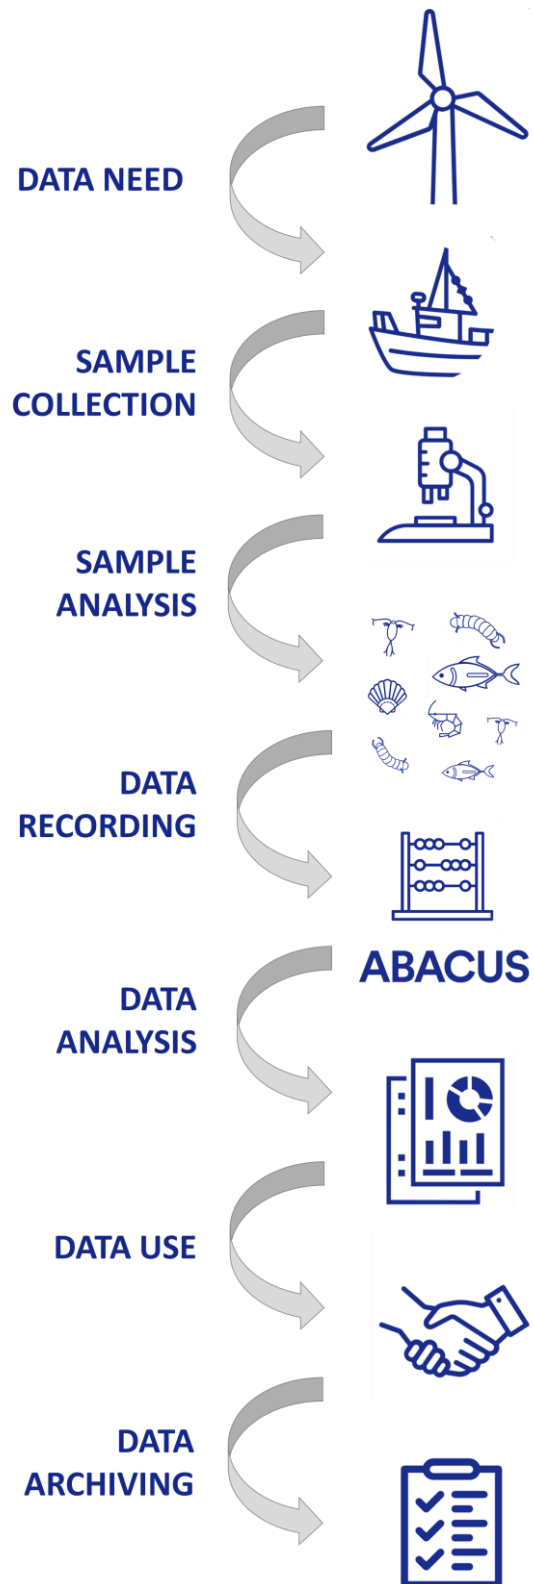 DATA NEED
SAMPLE
COLLECTION
SAMPLE
ANALYSIS
DATA
RECORDING
ABACUS
DATA
ANALYSIS
DATA USE
DATA
ARCHIVING